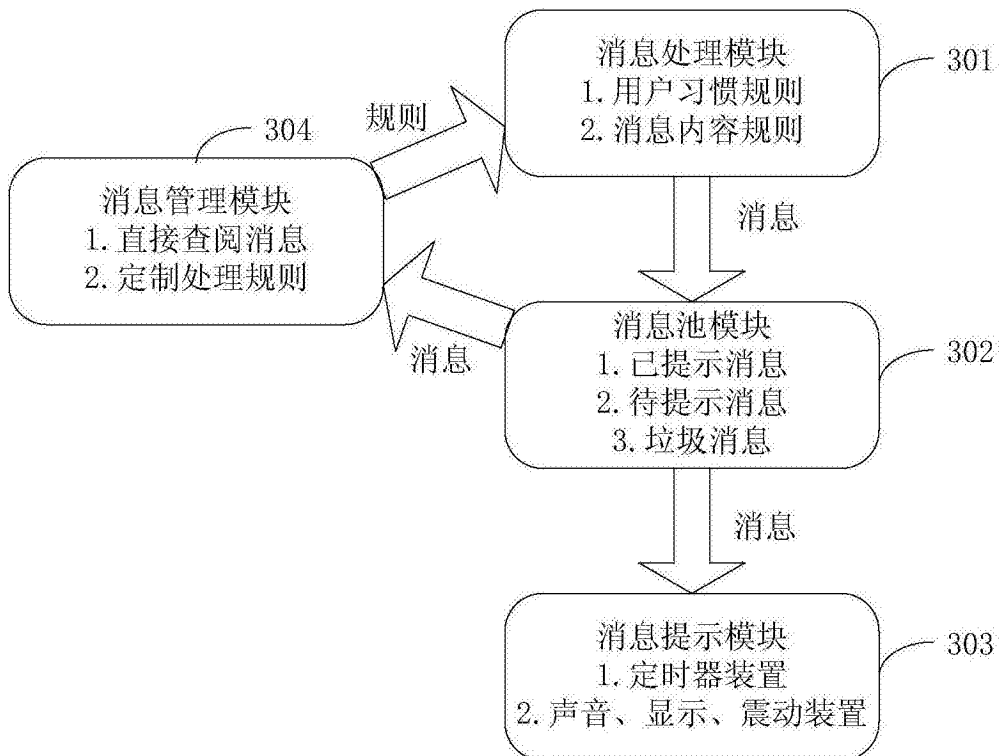 消息处理模块
1.用户习惯规则
2.消息内容规则
301
规则
304
消息管理模块
1.直接查阅消息
2.定制处理规则
消息
消息池模块
1.已提示消息
2.待提示消息
3.垃圾消息
302
消息
消息
消息提示模块
1.定时器装置
2.声音、显示、震动装置
303